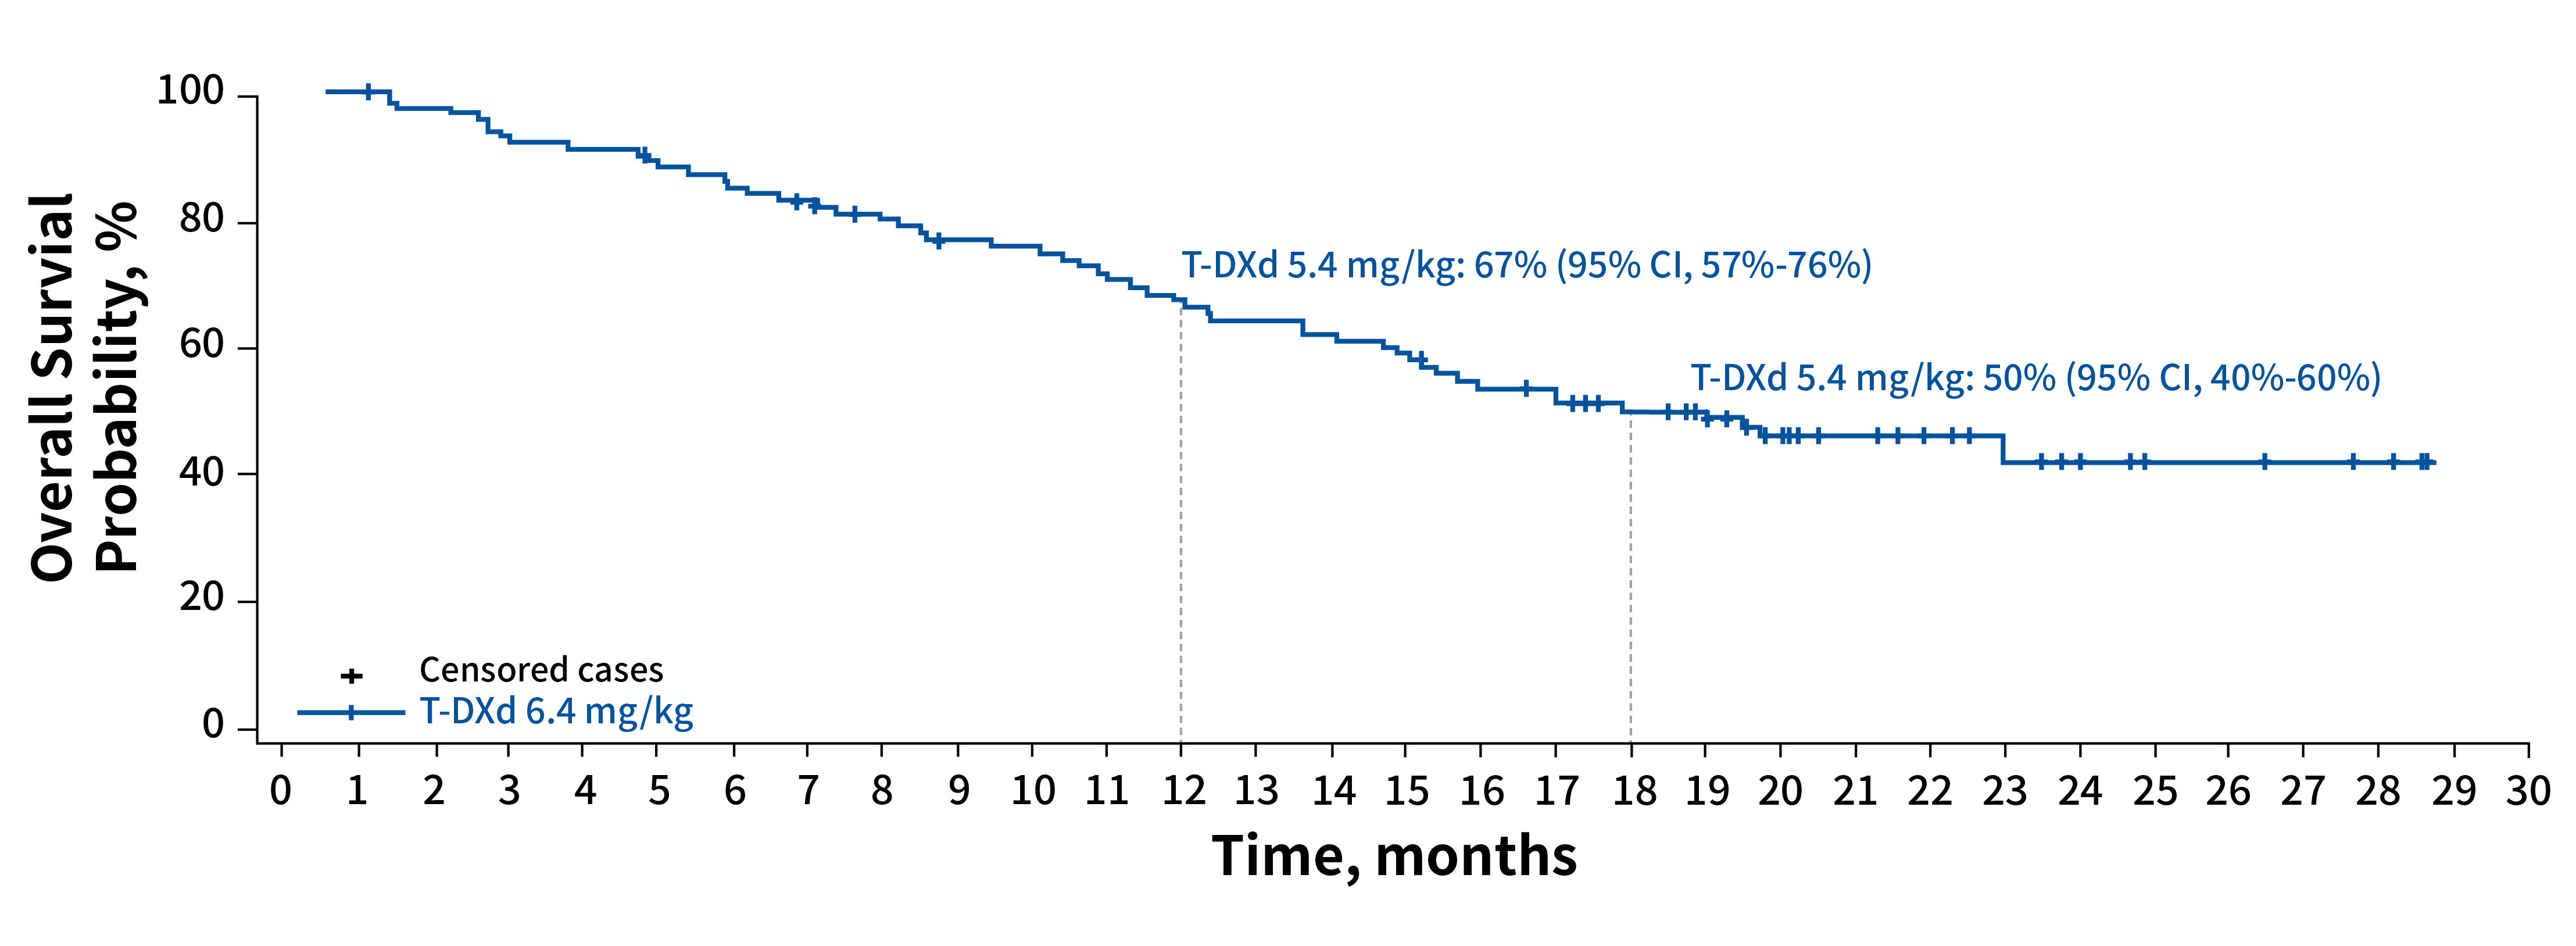 Overall Survial
Probability, %
100
80
60
40
20
0
T-DXd 5.4 mg/kg: 67% (95% CI, 57%-76%)
T-DXd 5.4 mg/kg: 50% (95% CI, 40%-60%)
Censored cases
T-DXd 6.4 mg/kg
0 1 2 3 4 5 6 7 8 9 10 11 12 13 14 15 16 17 18 19 20 21 22 23 24 25 26 27 28 29 30
Time, months